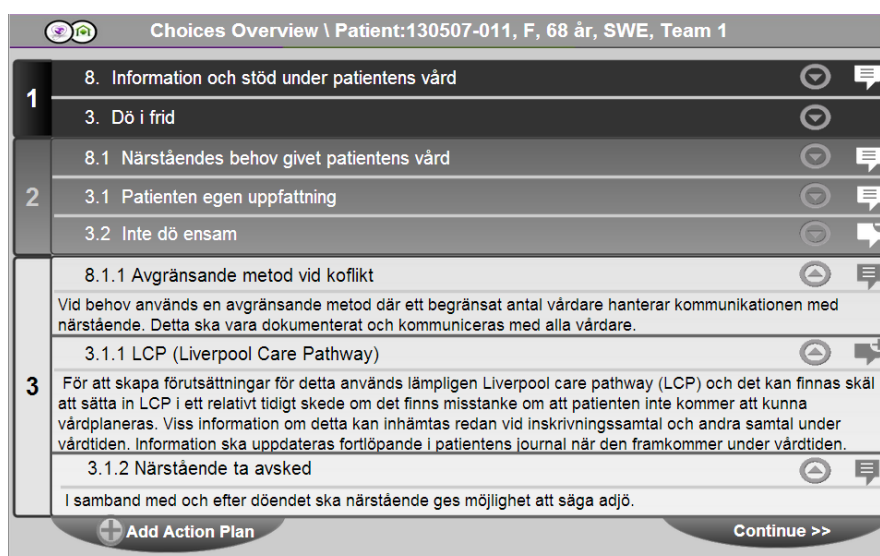 Choices Overview \ Patient:130507-011, F, 68 år, SWE, Team 1
1
8. Information och stöd under patientens vård
3. Dö i frid
2
8.1 Närståendes behov givet patientens vård
3.1 Patienten egen uppfattning
3.2 Inte dö ensam
3
8.1.1 Avgränsande metod vid koflikt
Vid behov används en avgränsande metod där ett begränsat antal vårdare hanterar kommunikationen med
närstående. Detta ska vara dokumenterat och kommuniceras med alla vårdare.
3.1.1 LCP (Liverpool Care Pathway)
För att skapa förutsättningar för detta används lämpligen Liverpool care pathway (LCP) och det kan finnas skäl
att sätta in LCP i ett relativt tidigt skede om det finns misstanke om att patienten inte kommer att kunna
vårdplaneras. Viss information om detta kan inhämtas redan vid inskrivningssamtal och andra samtal under
vårdtiden. Information ska uppdateras fortlöpande i patientens journal när den framkommer under vårdtiden.
3.1.2 Närstående ta avsked
I samband med och efter döendet ska närstående ges möjlighet att säga adjö.
Add Action Plan
Continue >>